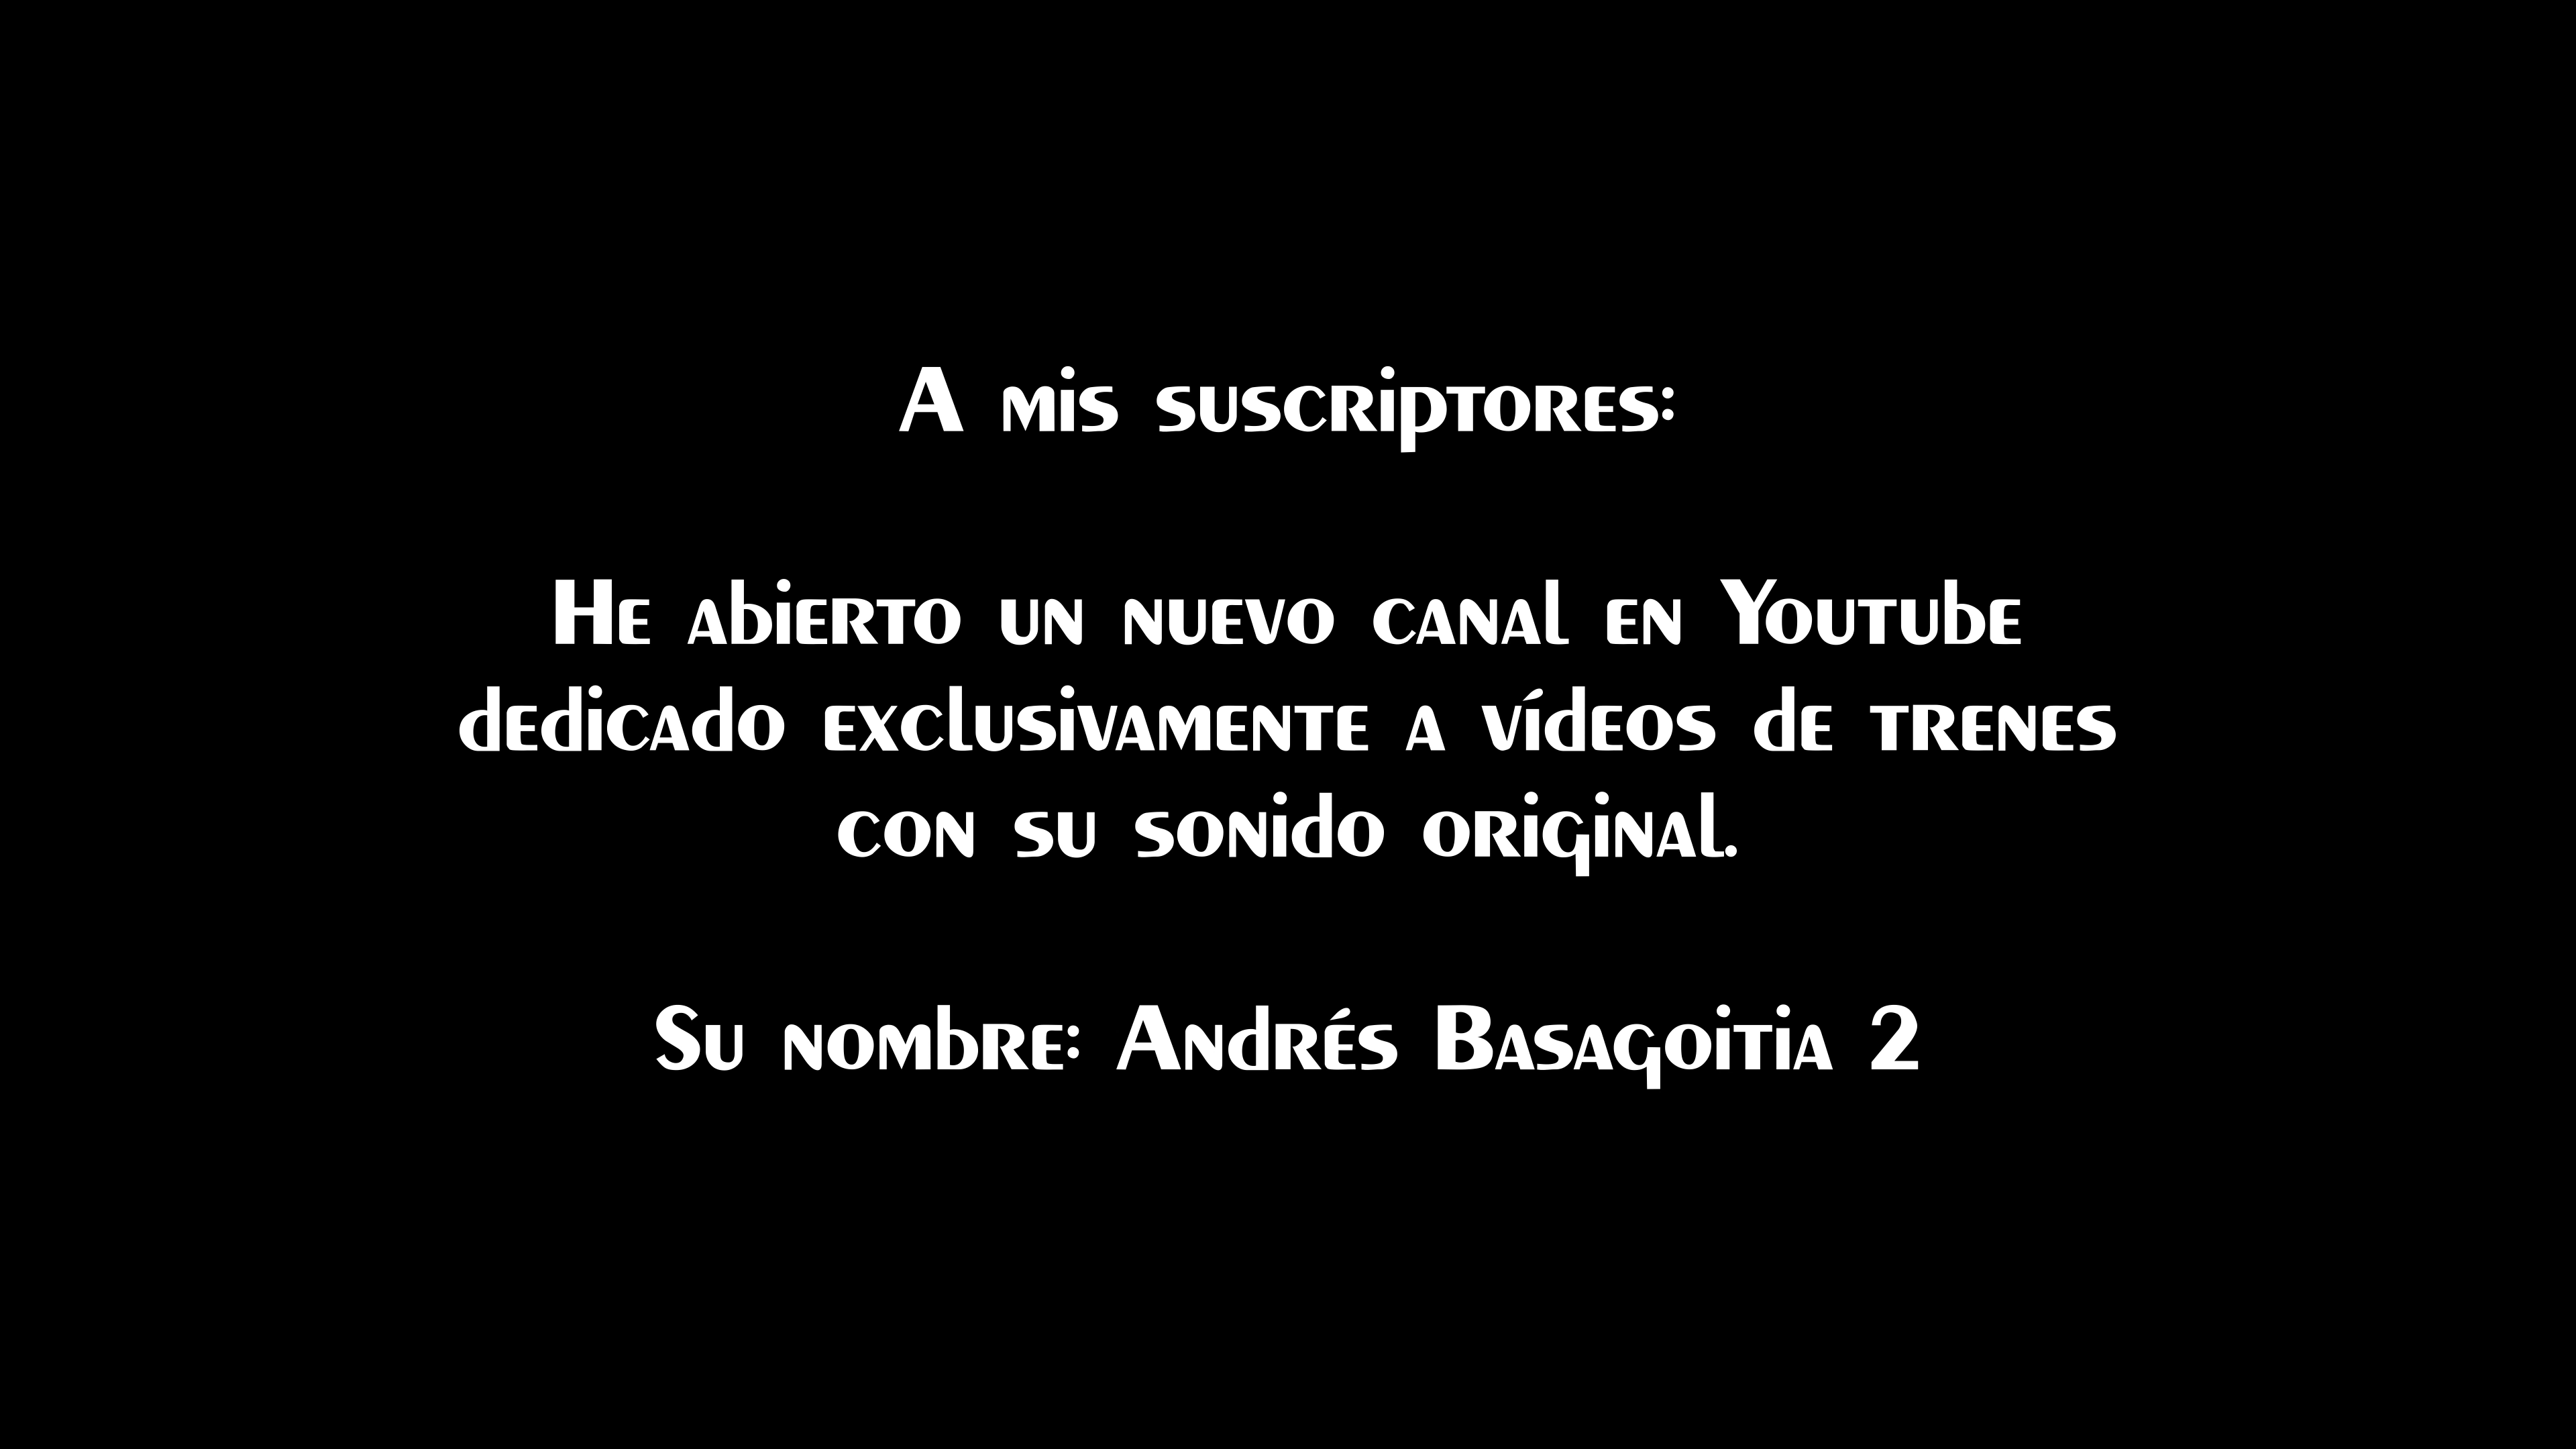 A mis suscriptores:
He abierto un nuevo canal en Youtube
dedicado exclusivamente a vídeos de trenes
con su sonido original.
Su nombre: Andrés Basagoitia 2